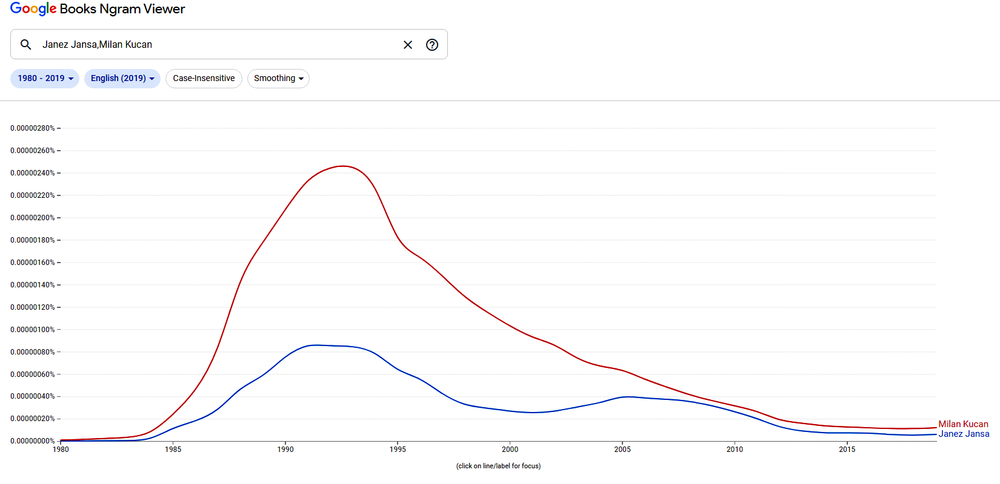 Google Books Ngram Viewer
Janez Jansa,Milan Kucan
1980 - 2019 English (2019) Case-Insensitive Smoothing
0.00000280%
0.00000260%
0.00000240%
0.00000220%
0.00000200%
0.00000180%
0.00000160%
0.00000140%
0.00000120%
0.00000100%
0.00000080%
0.00000060%
0.00000040%
0.00000020%
0.00000000%
Milan Kucan
Janez Jansa
1980 1985 1990 1995 2000 2005 2010 2015
(click on line/label for focus)